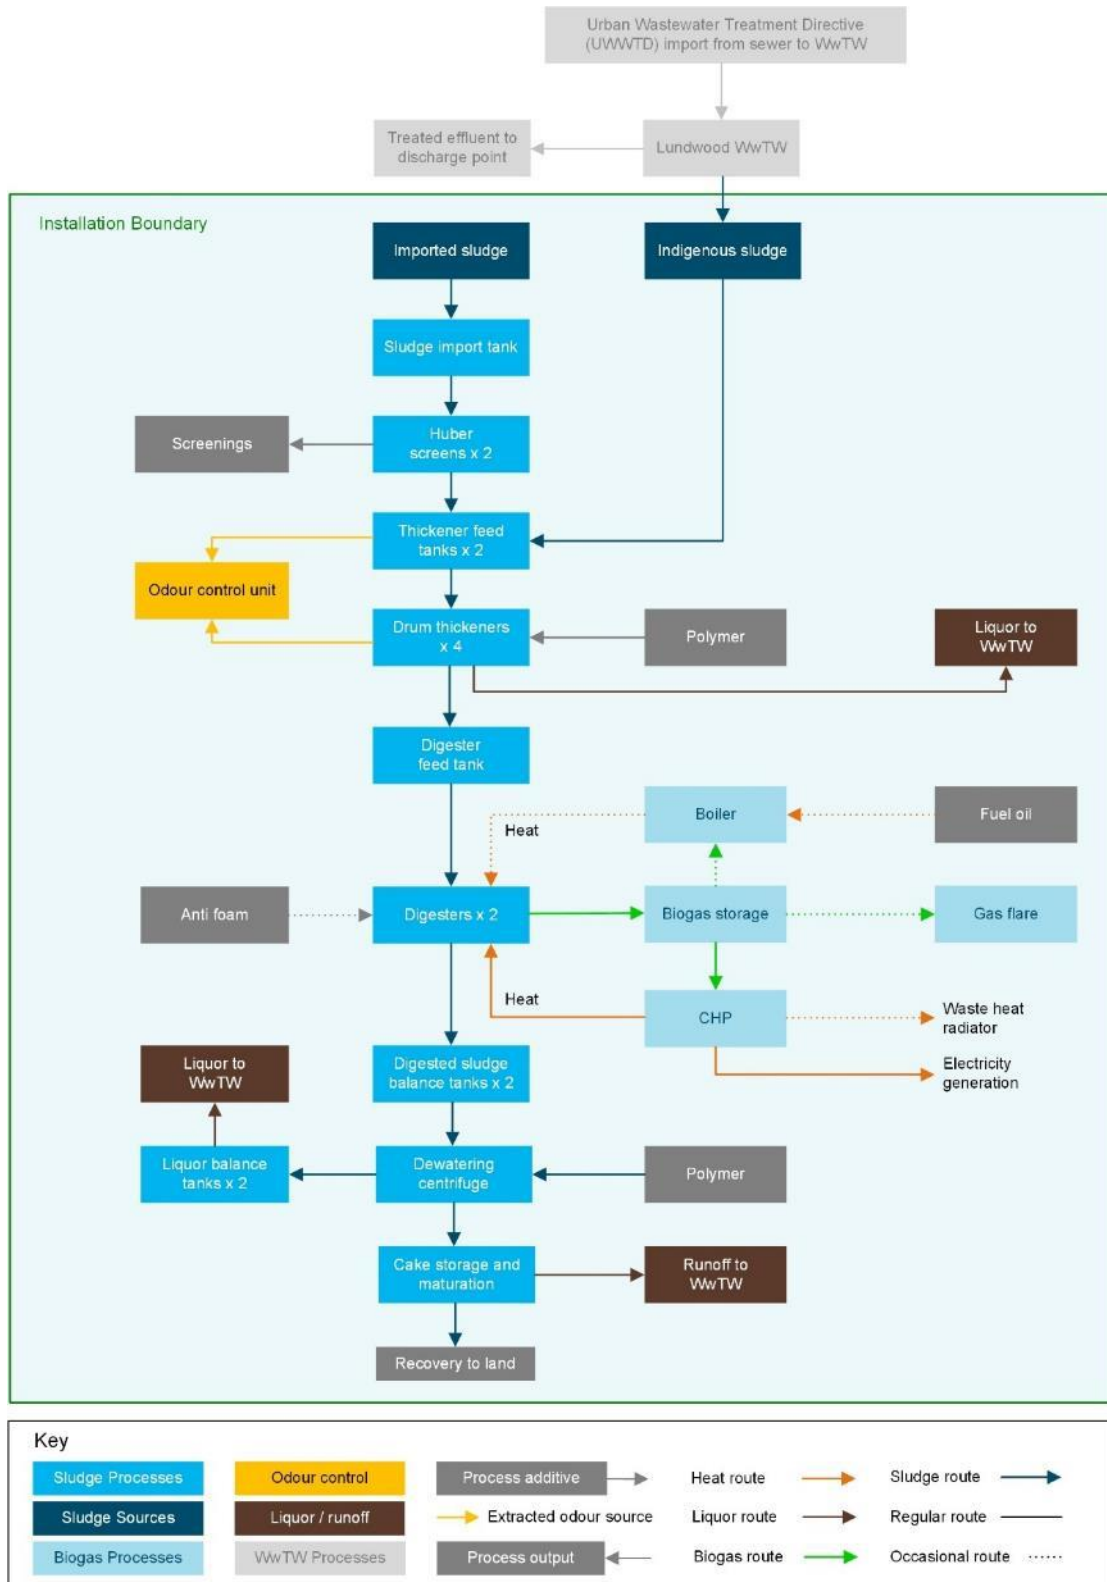 Urban Wastewater Treatment Directive
(UWWTD) import from sewer to WwTW
Treated effluent to
discharge point
Lundwood WwTW
Installation Boundary
Imported sludge
Indigenous sludge
Sludge import tank
Screenings
Huber
screens x 2
Thickener feed
tanks x 2
Odour control unit
Drum thickeners
x 4
Polymer
Liquor to
WwTW
Digester
feed tank
Heat
Boiler
Fuel oil
Anti foam
Digesters x 2
Biogas storage
Gas flare
Heat
CHP
Waste heat
radiator
Electricity
generation
Liquor to
WwTW
Digested sludge
balance tanks x 2
Liquor balance
tanks x 2
Dewatering
centrifuge
Polymer
Cake storage and
maturation
Runoff to
WwTW
Recovery to land
Key
Sludge Processes
Odour control
Process additive
Heat route
Sludge route
Sludge Sources
Liquor / runoff
Extracted odour source
Liquor route
Regular route
Biogas Processes
WwTW Processes
Process output
Biogas route
Occasional route